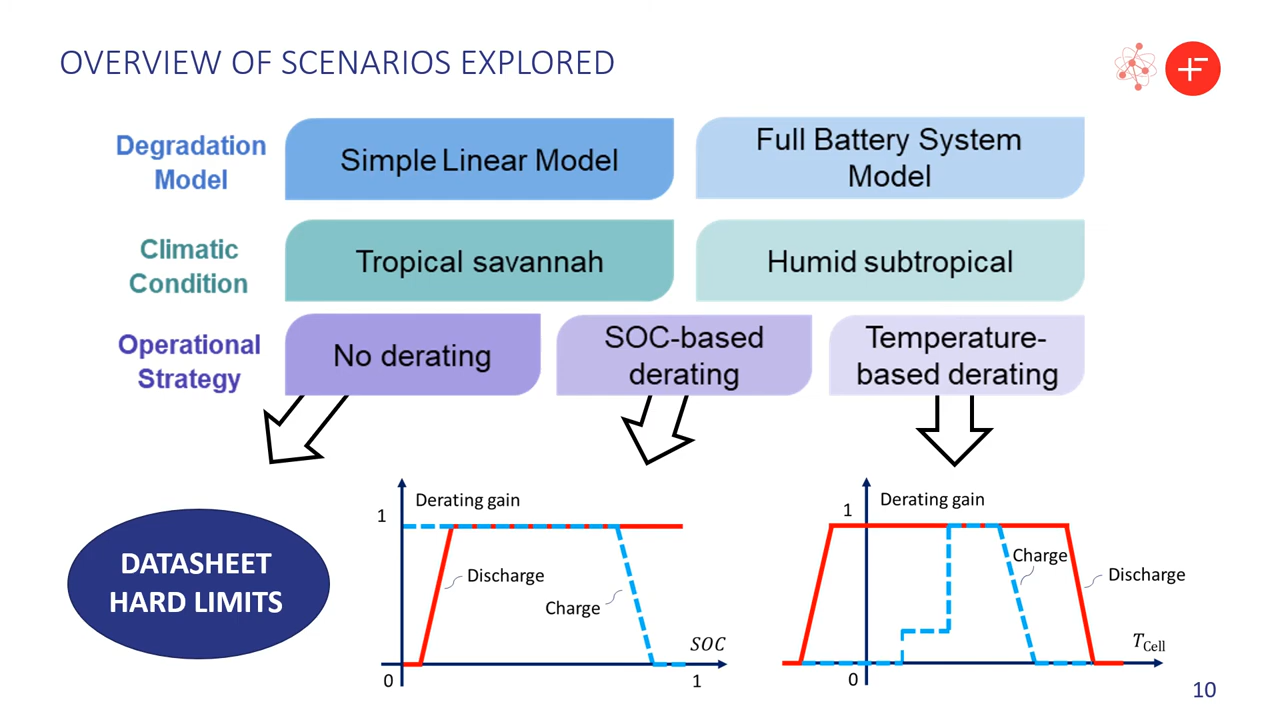 OVERVIEW OF SCENARIOS EXPLORED
Degradation
Model
Simple Linear Model
Full Battery System
Model
Climatic
Condition
Tropical savannah
Humid subtropical
Operational
Strategy
No derating
SOC-based
derating
Temperature-
based derating
DATASHEET
HARD LIMITS
Derating gain
1
Discharge
Charge
SOC
0
1
Derating gain
1
Charge
Discharge
T_Cell
0
10